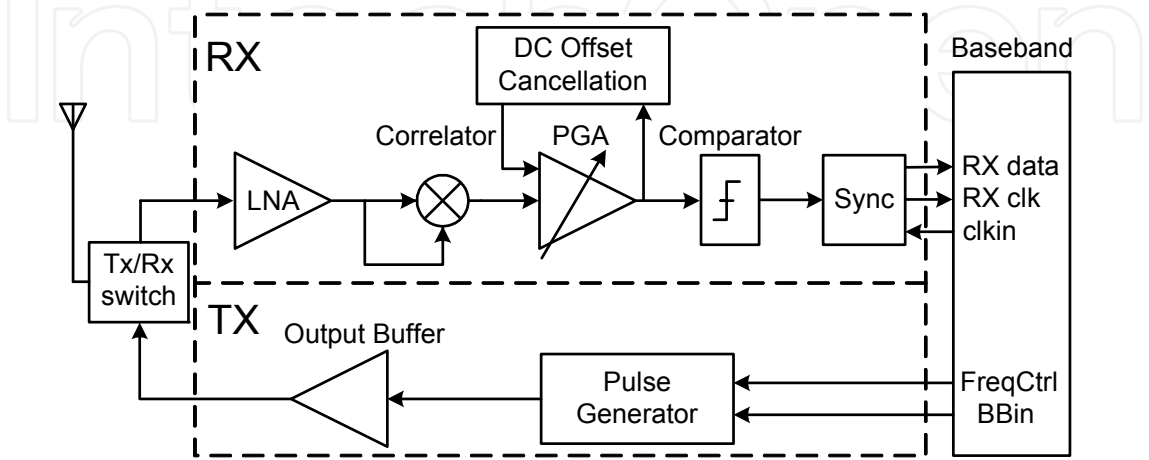 IntechOpen
RX
DC Offset
Cancellation
Baseband
Correlator
PGA
Comparator
LNA
Sync
RX data
RX clk
clkin
Tx/Rx
switch
TX
Output Buffer
Pulse
Generator
FreqCtrl
BBin